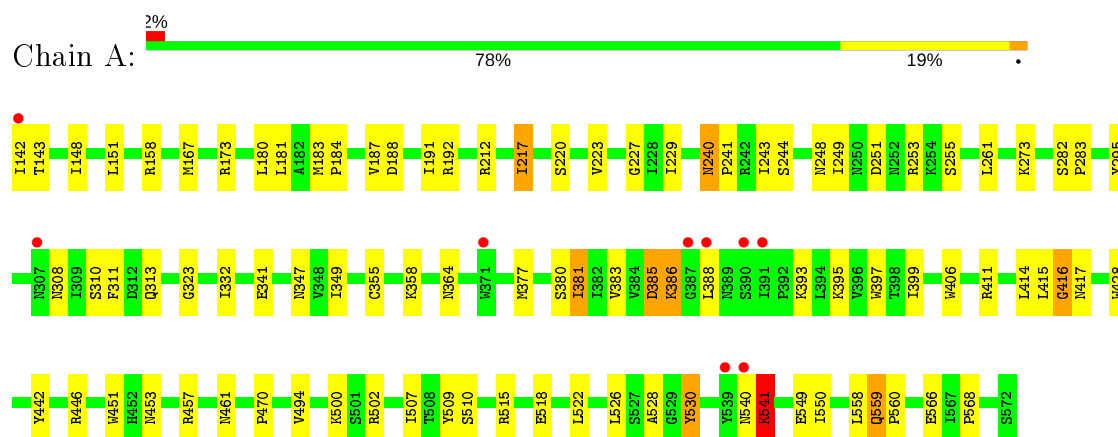 2%
Chain A:
78% 19% •
I142 T143 I148 L151 R158 M167 R173 L180 L181 A182 M183 P184 V187 D188 I191 R192 R212 I217 S220 V223 G227 I228 I229 N240 P241 R242 I243 S244 N248 I249 N250 D251 N252 R253 K254 S255 L261 K273 S282 P283 Y295
N307 N308 I309 S310 F311 D312 Q313 G323 I332 E341 N347 V348 I349 C355 K358 N364 W371 M377 S380 I381 I382 V383 V384 D385 K386 G387 L388 N389 S390 I391 P392 K393 L394 K395 V396 W397 T398 I399 W406 R411 L414 L415 G416 N417
Y442 R446 W451 H452 N453 R457 N461 P470 V494 K500 S501 R502 I507 T508 Y509 S510 R515 E518 L522 L526 S527 A528 G529 Y530 Y539 N540 K541 E549 I550 L558 Q559 P560 E566 I567 P568 S572